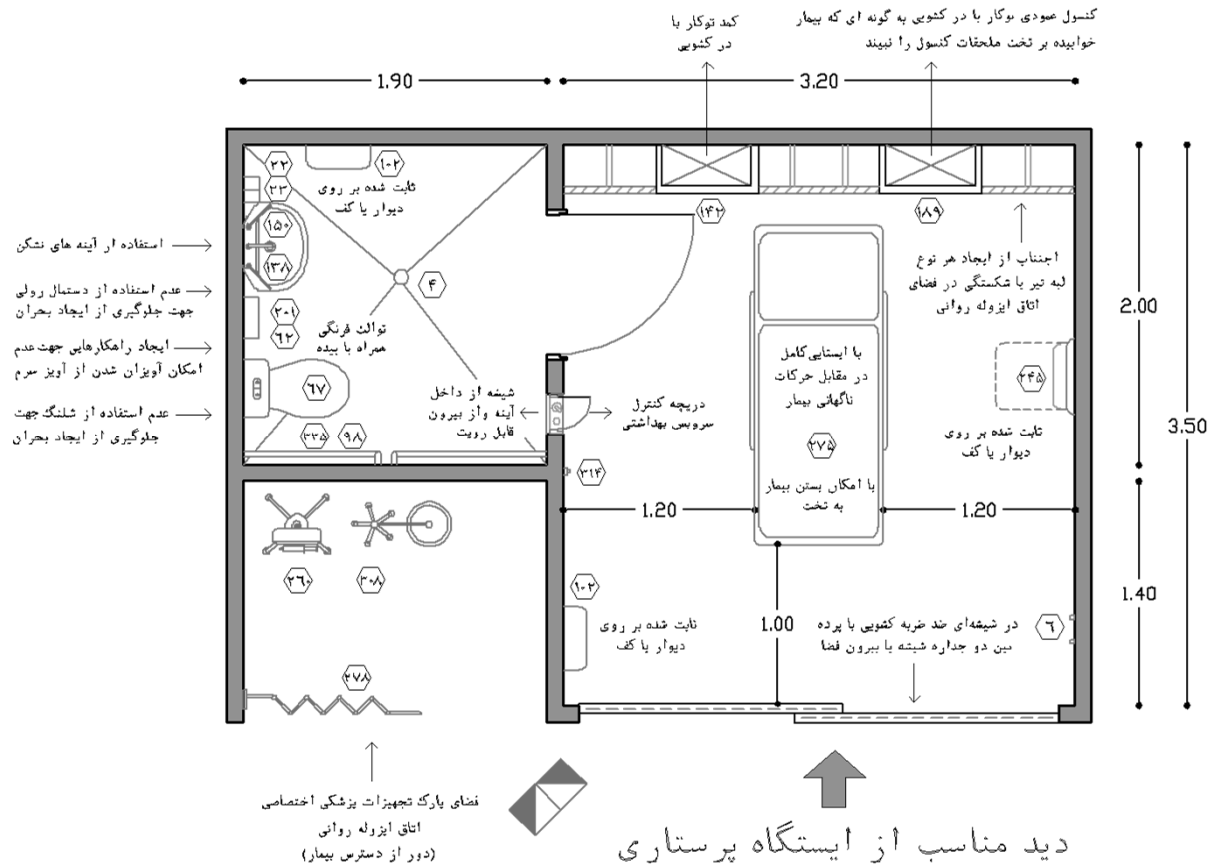 کنسول عمودی توکار با در کشویی به گونه ای که بیمار
خوابیده بر تخت ملحقات کنسول را نبیند
کمد توکار با
در کشویی
1.90
3.20
۲۲
۲۳
۱۰۲
ثابت شده بر روی
دیوار یا کف
۱۵۰
۱۳۸
۴
۱۴۲
۱۸۹
استفاده از آینه های نشکن
عدم استفاده از دستمال رولی
جهت جلوگیری از ایجاد بحران
ایجاد راهکارهایی جهت عدم
امکان آویزان شدن از آویز سرم
عدم استفاده از شلنگ جهت
جلوگیری از ایجاد بحران
۲۰۱
۶۲
توالت فرنگی
همراه با بیده
۶۷
۲۳۵
۹۸
شیشه از داخل
آینه واز بیرون
قابل رویت
دریچه کنترل
سرویس بهداشتی
۳۱۴
اجتناب از ایجاد هر نوع
لبه تیز یا شکستگی در فضای
اتاق ایزوله روانی
2.00
با ایستایی کامل
در مقابل حرکات
ناگهانی بیمار
۲۷۵
با امکان بستن بیمار
به تخت
۲۴۵
ثابت شده بر روی
دیوار یا کف
3.50
1.20
1.20
۲۶۰
۳۰۸
۱۰۲
ثابت شده بر روی
دیوار یا کف
1.00
در شیشه‌ای ضد ضربه کشویی با پرده
بین دو جداره شیشه با بیرون فضا
۶
1.40
۲۷۸
فضای پارک تجهیزات پزشکی اختصاصی
اتاق ایزوله روانی
(دور از دسترس بیمار)
دید مناسب از ایستگاه پرستاری